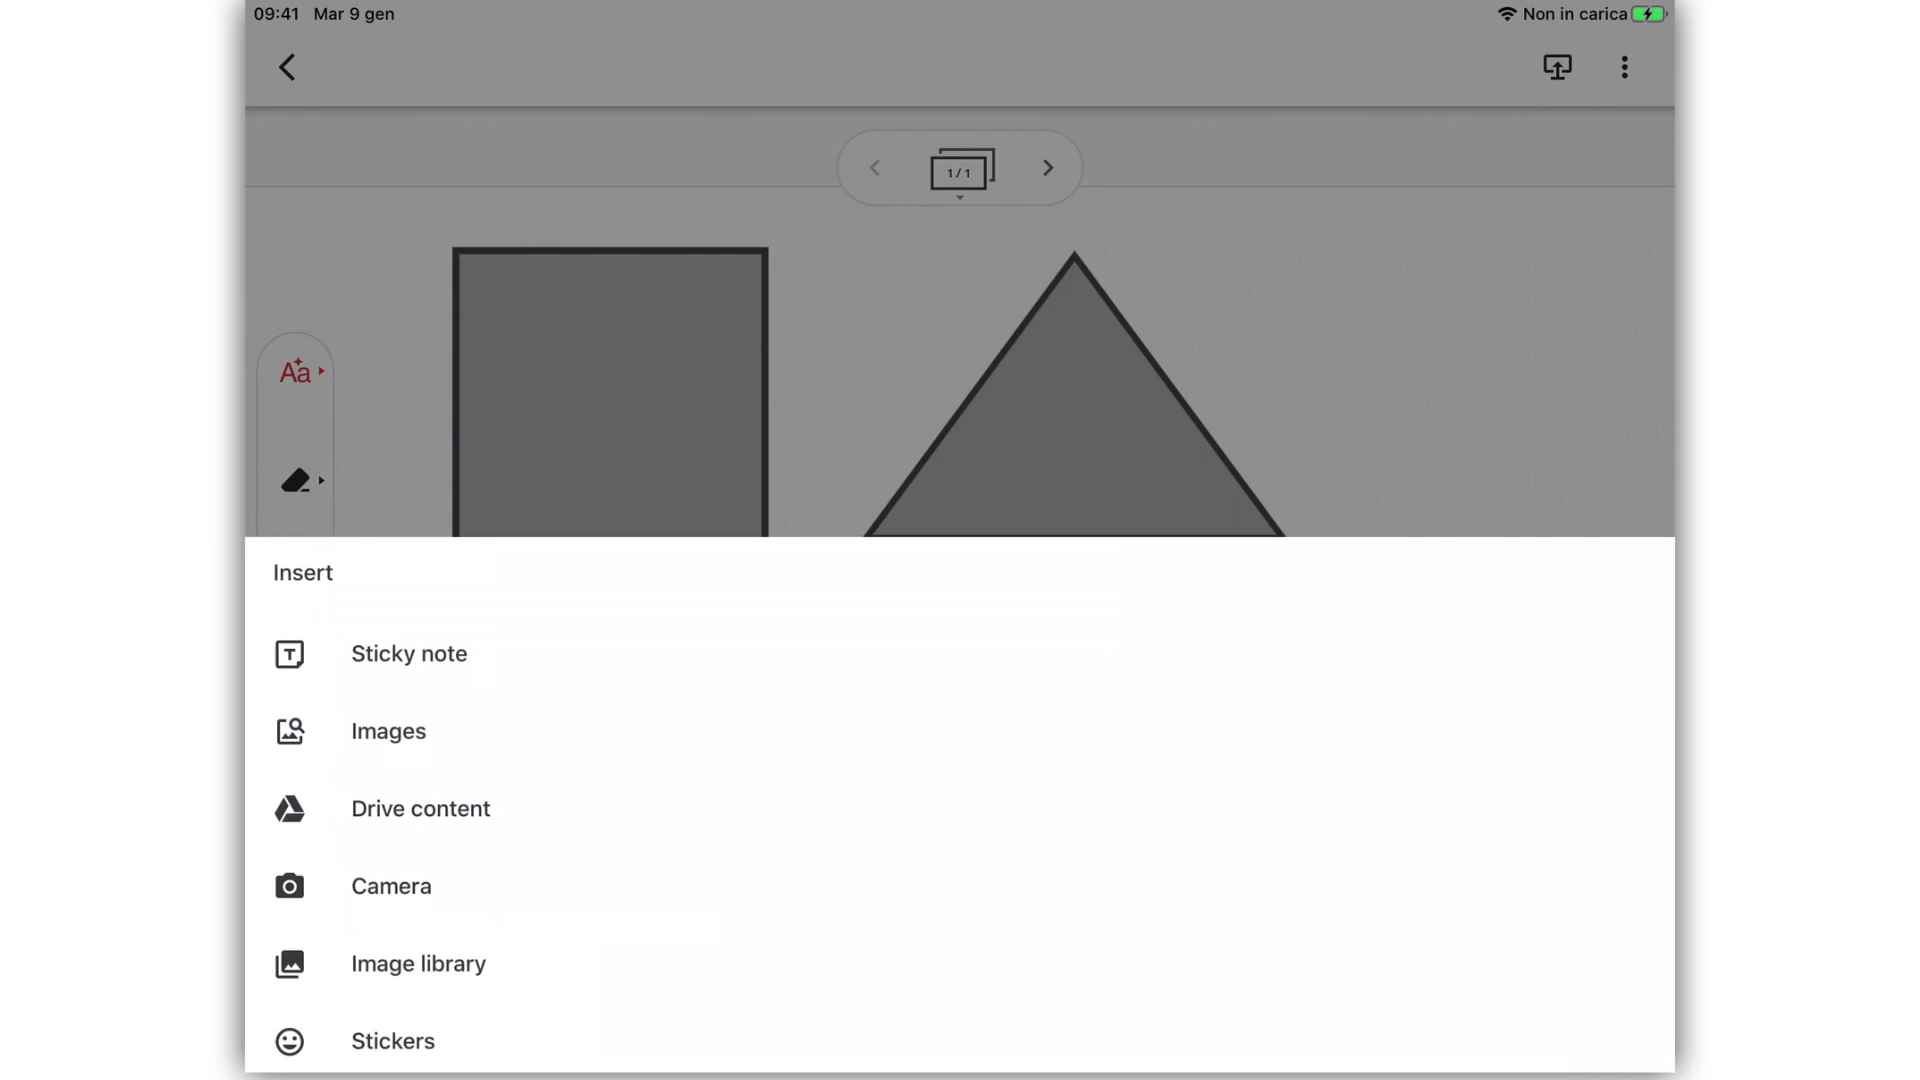 09:41 Mar 9 gen
Non in carica
1 / 1
Aa
Insert
T Sticky note
Images
Drive content
Camera
Image library
Stickers